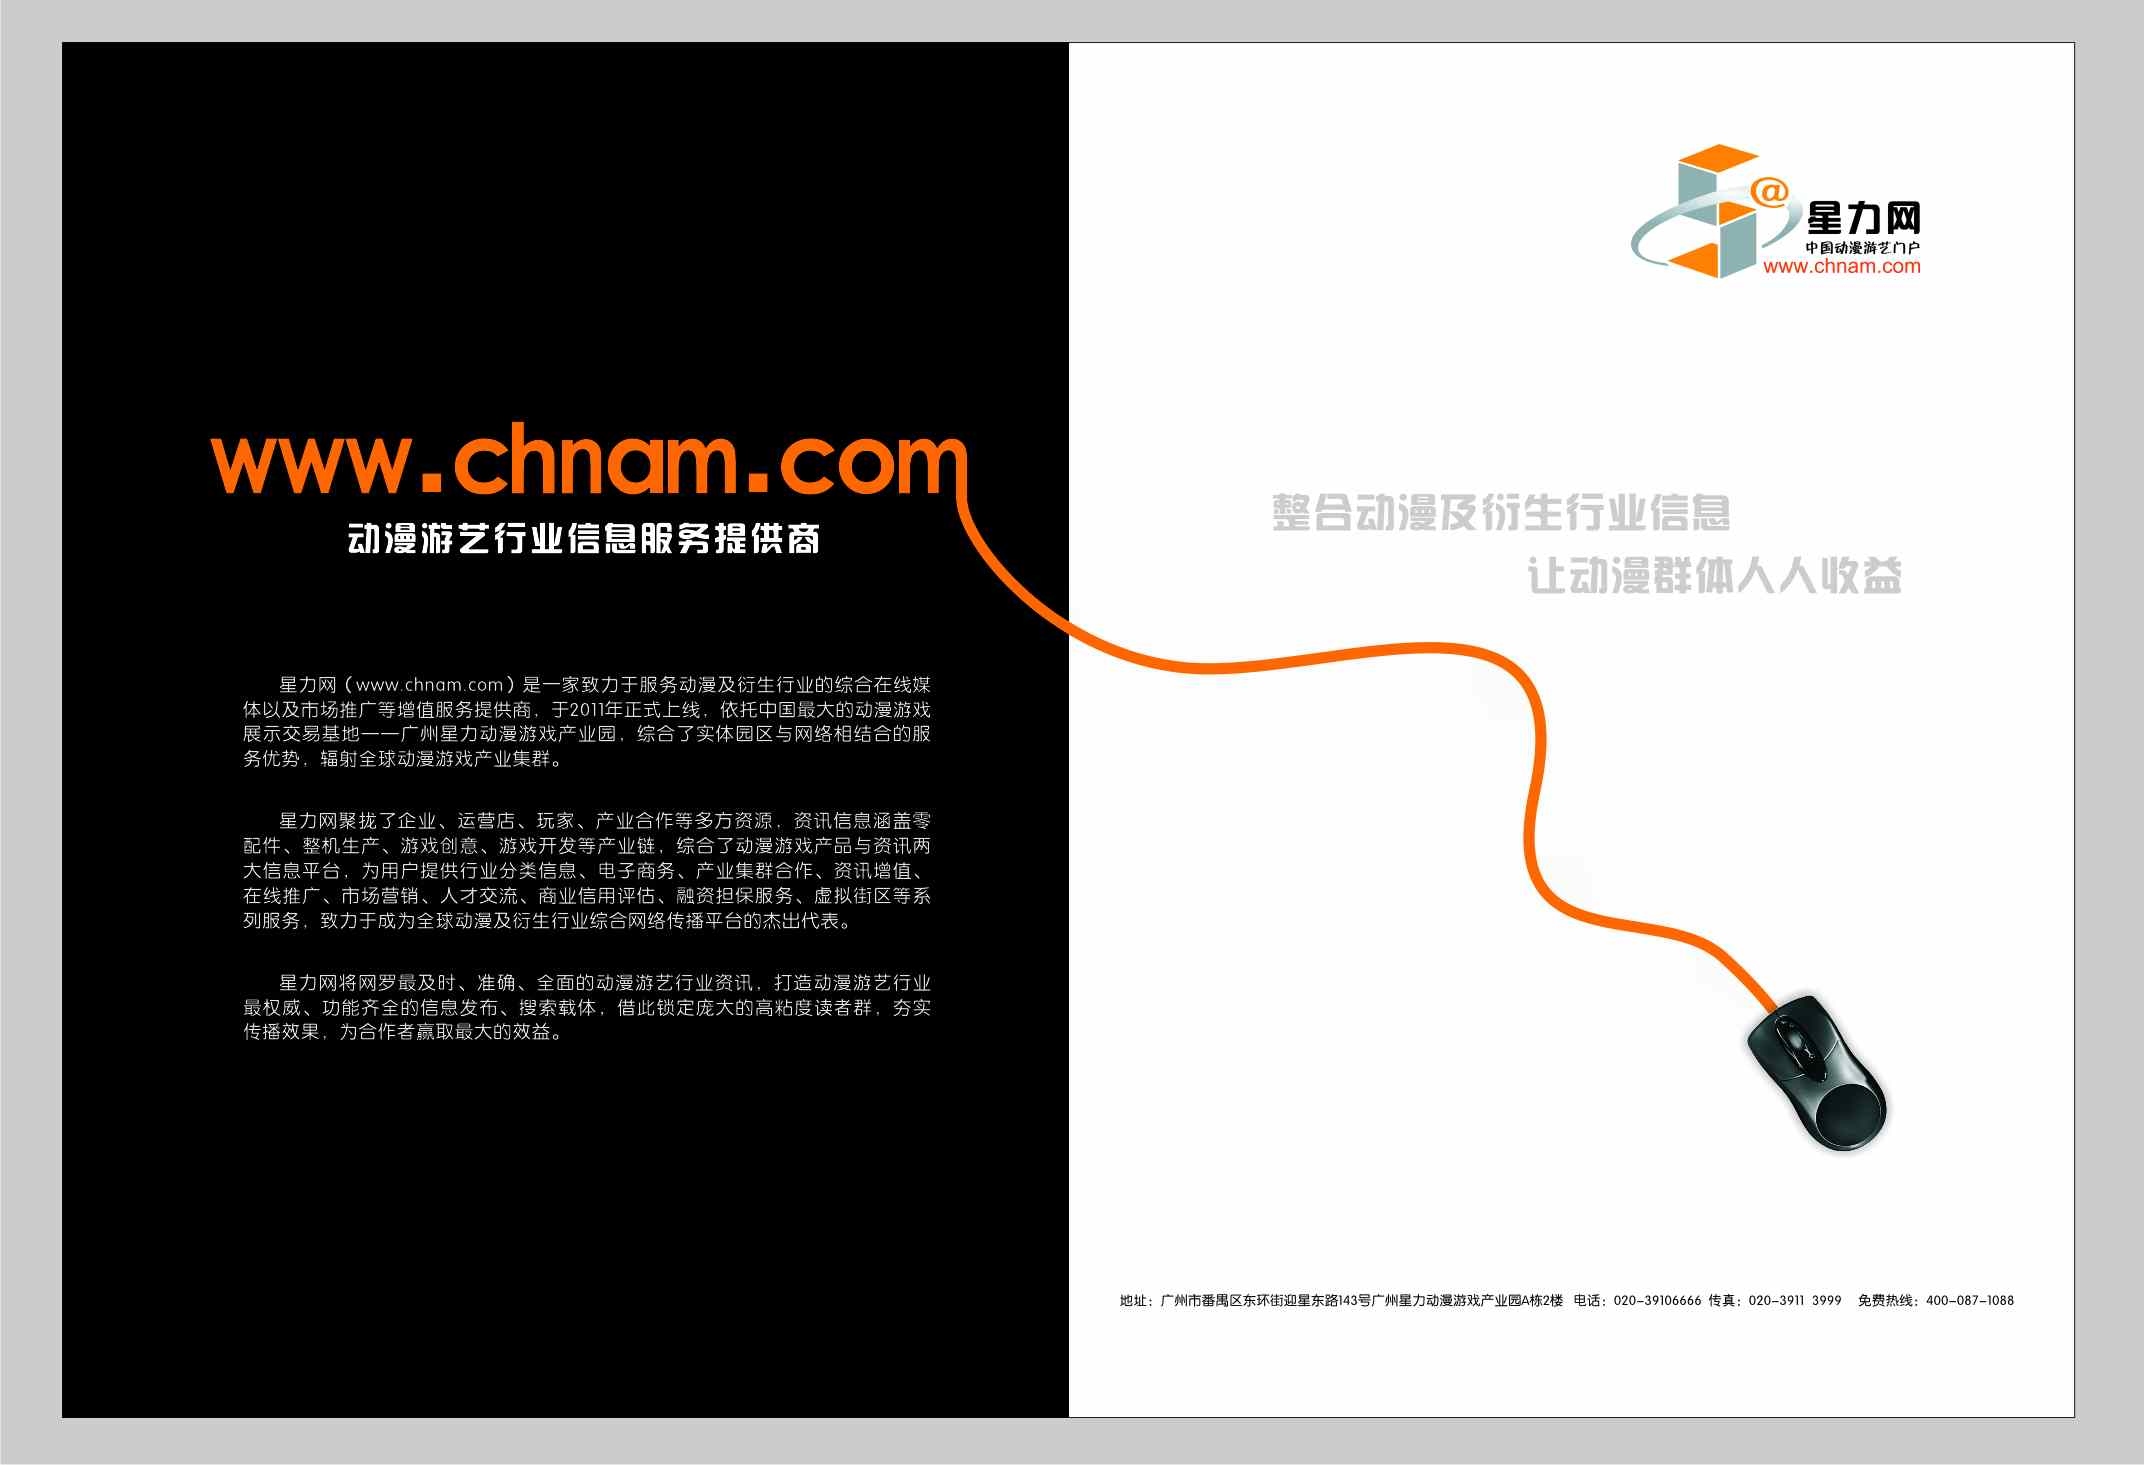 www.chnam.com
动漫游艺行业信息服务提供商
星力网（www.chnam.com）是一家致力于服务动漫及衍生行业的综合在线媒
体以及市场推广等增值服务提供商，于2011年正式上线，依托中国最大的动漫游戏
展示交易基地——广州星力动漫游戏产业园，综合了实体园区与网络相结合的服
务优势，辐射全球动漫游戏产业集群。
星力网聚拢了企业、运营店、玩家、产业合作等多方资源，资讯信息涵盖零
配件、整机生产、游戏创意、游戏开发等产业链，综合了动漫游戏产品与资讯两
大信息平台，为用户提供行业分类信息、电子商务、产业集群合作、资讯增值、
在线推广、市场营销、人才交流、商业信用评估、融资担保服务、虚拟街区等系
列服务，致力于成为全球动漫及衍生行业综合网络传播平台的杰出代表。
星力网将网罗最及时、准确、全面的动漫游艺行业资讯，打造动漫游艺行业
最权威、功能齐全的信息发布、搜索载体，借此锁定庞大的高粘度读者群，夯实
传播效果，为合作者赢取最大的效益。
@
星力网
中国动漫游艺门户
www.chnam.com
整合动漫及衍生行业信息
让动漫群体人人收益
地址：广州市番禺区东环街迎星东路143号广州星力动漫游戏产业园A栋2楼 电话：020-39106666 传真：020-3911 3999 免费热线：400-087-1088